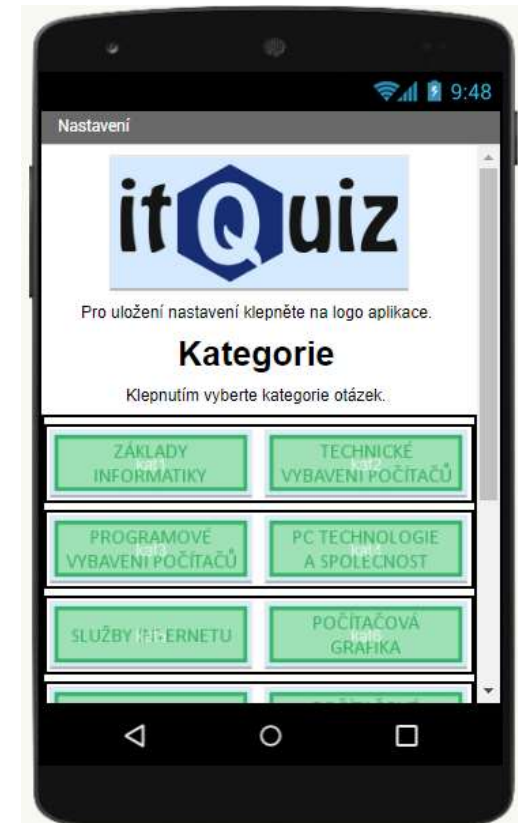 9:48
Nastavení
itQuiz
Pro uložení nastavení klepněte na logo aplikace.
Kategorie
Klepnutím vyberte kategorie otázek.
ZÁKLADY
INFORMATIKY
kat1
TECHNICKÉ
VYBAVENÍ POČÍTAČŮ
kat2
PROGRAMOVÉ
VYBAVENÍ POČÍTAČŮ
kat3
PC TECHNOLOGIE
A SPOLEČNOST
kat4
SLUŽBY INTERNETU
kat5
POČÍTAČOVÁ
GRAFIKA
kat6